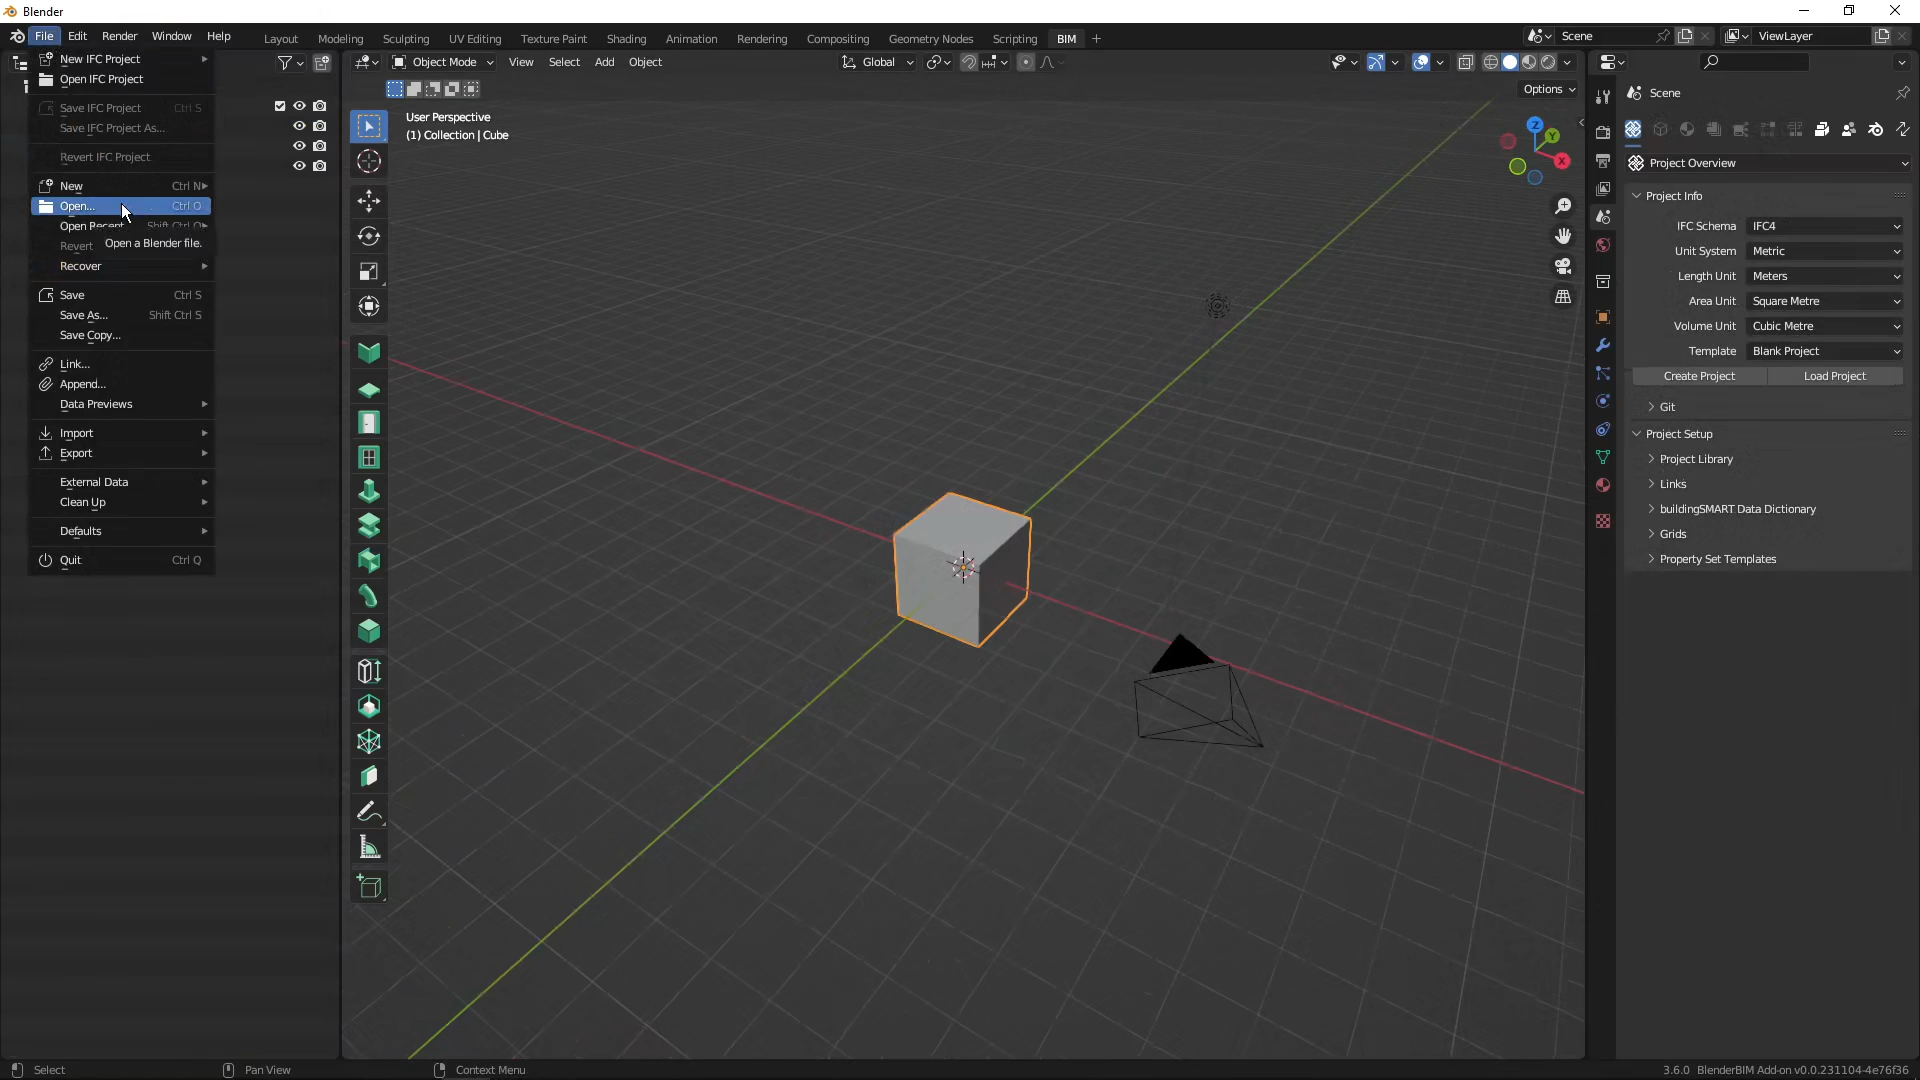 Blender
File Edit Render Window Help
Layout Modeling Sculpting UV Editing Texture Paint Shading Animation Rendering Compositing Geometry Nodes Scripting BIM
Scene
ViewLayer
New IFC Project
Open IFC Project
Save IFC Project Ctrl S
Save IFC Project As...
Revert IFC Project
New Ctrl N
Open... Ctrl O
Open Recent Shift Ctrl O
Revert
Open a Blender file.
Recover
Save Ctrl S
Save As... Shift Ctrl S
Save Copy...
Link...
Append...
Data Previews
Import
Export
External Data
Clean Up
Defaults
Quit Ctrl Q
Object Mode View Select Add Object
Global
Options
User Perspective
(1) Collection | Cube
Z
Y
X
Scene
Project Overview
Project Info
IFC Schema IFC4
Unit System Metric
Length Unit Meters
Area Unit Square Metre
Volume Unit Cubic Metre
Template Blank Project
Create Project Load Project
Git
Project Setup
Project Library
Links
buildingSMART Data Dictionary
Grids
Property Set Templates
Select Pan View Context Menu
3.6.0 BlenderBIM Add-on v0.0.231104-4e76f36